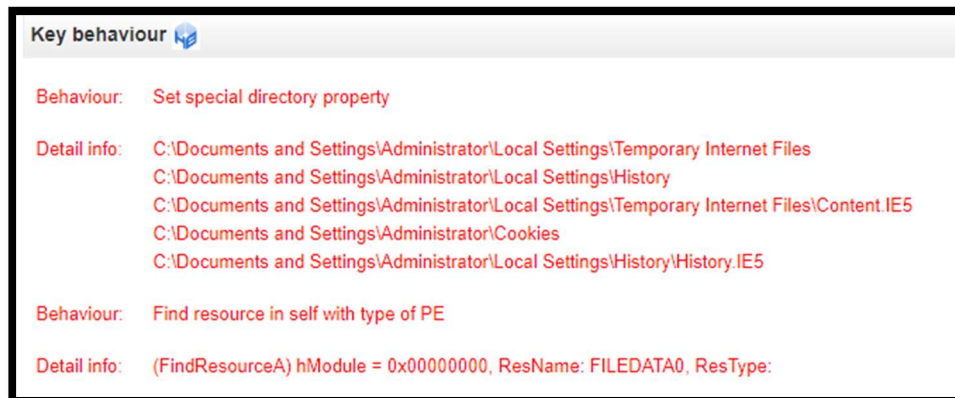 Key behaviour
Behaviour: Set special directory property
Detail info: C:\Documents and Settings\Administrator\Local Settings\Temporary Internet Files
C:\Documents and Settings\Administrator\Local Settings\History
C:\Documents and Settings\Administrator\Local Settings\Temporary Internet Files\Content.IE5
C:\Documents and Settings\Administrator\Cookies
C:\Documents and Settings\Administrator\Local Settings\History\History.IE5
Behaviour: Find resource in self with type of PE
Detail info: (FindResourceA) hModule = 0x00000000, ResName: FILEDATA0, ResType: